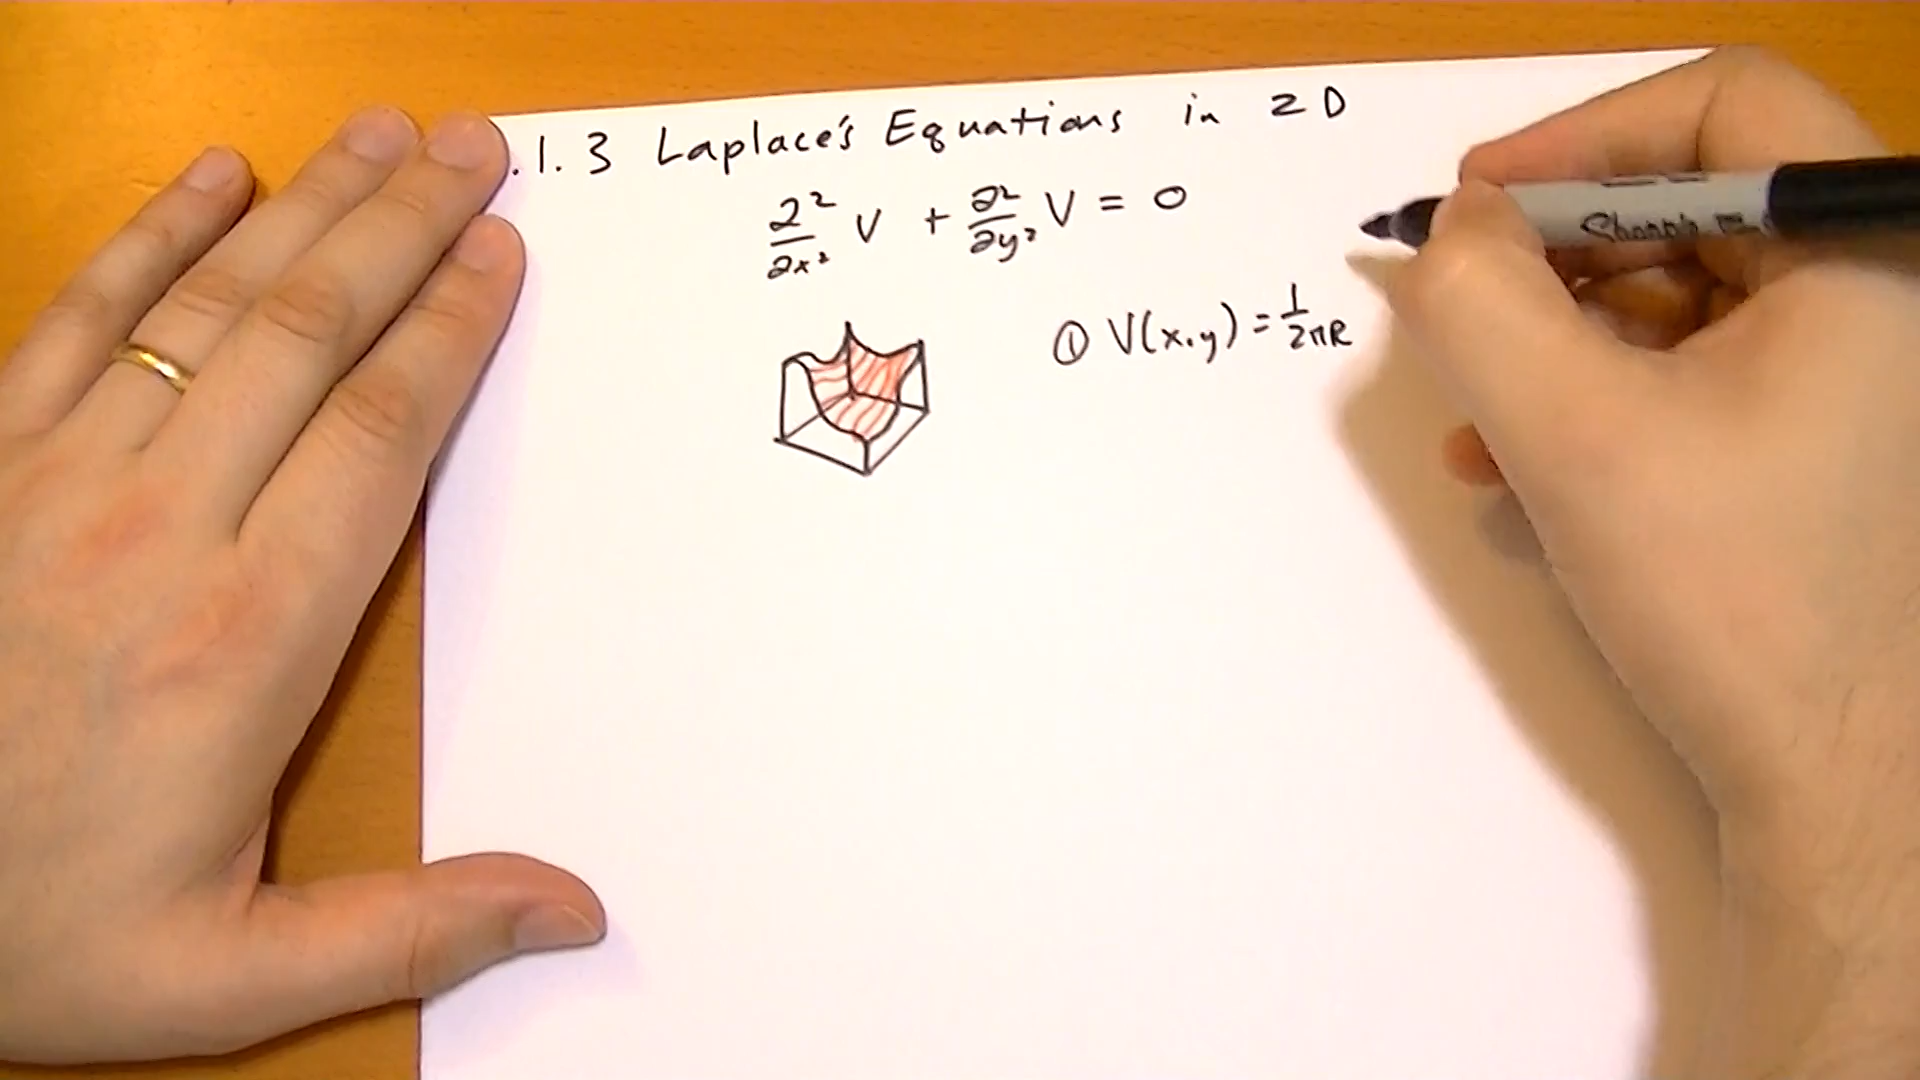 .1.3 Laplace's Equations in 2D
∂²/∂x² V + ∂²/∂y² V = 0
① V(x,y) = 1/2πR
Sharpie